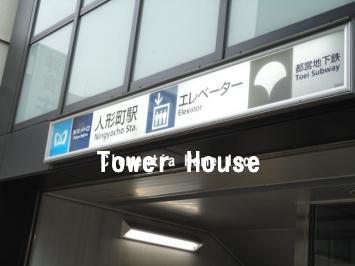 東京メトロ
Tokyo Metro
人形町駅
Ningyocho Sta.
エレベーター
Elevator
都営地下鉄
Toei Subway
Tower House